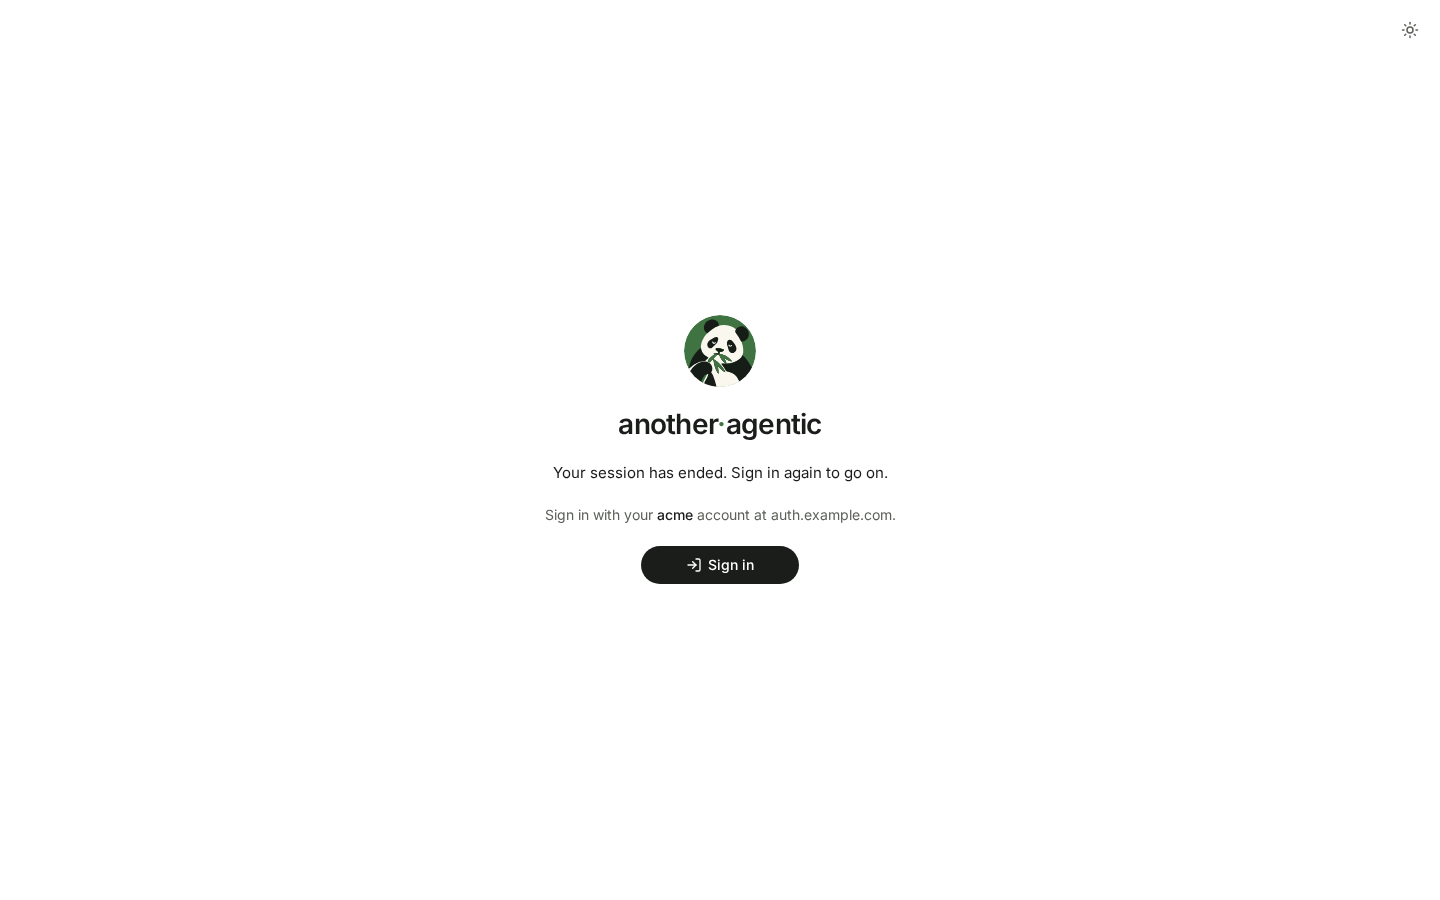 another·agentic
Your session has ended. Sign in again to go on.
Sign in with your acme account at auth.example.com.
Sign in